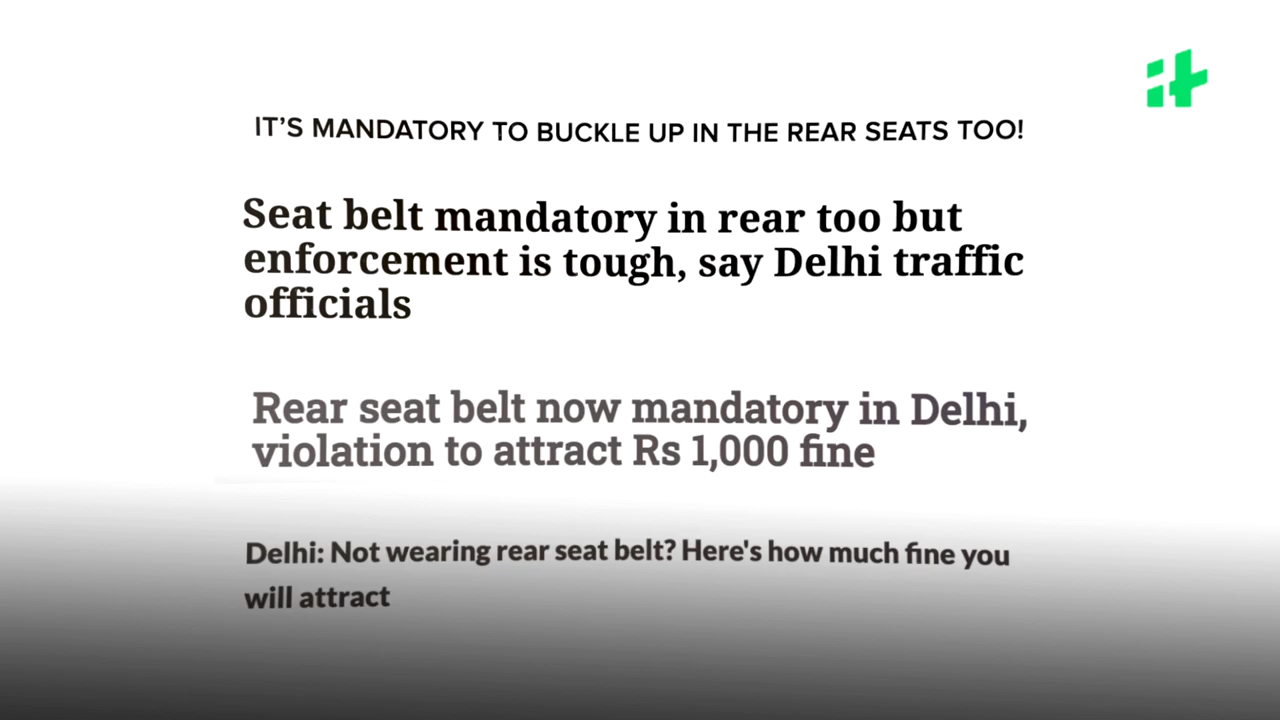 IT'S MANDATORY TO BUCKLE UP IN THE REAR SEATS TOO!
Seat belt mandatory in rear too but
enforcement is tough, say Delhi traffic
officials
Rear seat belt now mandatory in Delhi,
violation to attract Rs 1,000 fine
Delhi: Not wearing rear seat belt? Here's how much fine you
will attract